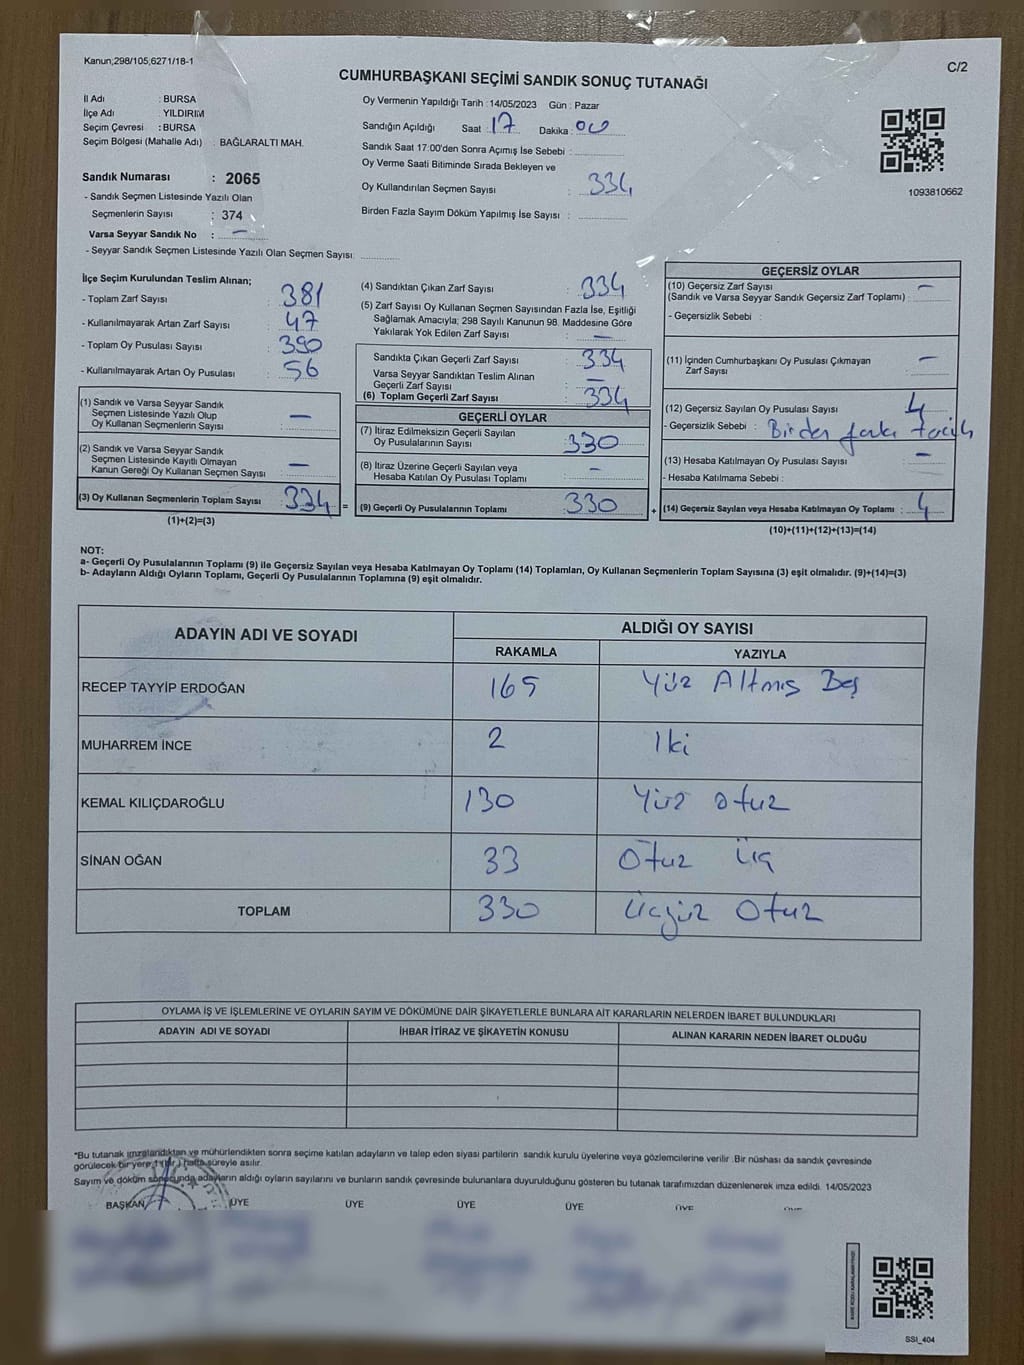 Kanun;298/105,6271/18-1
C/2
CUMHURBAŞKANI SEÇİMİ SANDIK SONUÇ TUTANAĞI
İl Adı : BURSA
İlçe Adı : YILDIRIM
Seçim Çevresi : BURSA
Seçim Bölgesi (Mahalle Adı) : BAĞLARALTI MAH.
Sandık Numarası : 2065
- Sandık Seçmen Listesinde Yazılı Olan
Seçmenlerin Sayısı : 374
Varsa Seyyar Sandık No : —
- Seyyar Sandık Seçmen Listesinde Yazılı Olan Seçmen Sayısı:
Oy Vermenin Yapıldığı Tarih : 14/05/2023 Gün : Pazar
Sandığın Açıldığı Saat : 17 Dakika : 00
Sandık Saat 17:00'den Sonra Açımış İse Sebebi :
Oy Verme Saati Bitiminde Sırada Bekleyen ve
Oy Kullandırılan Seçmen Sayısı : 334
Birden Fazla Sayım Döküm Yapılmış İse Sayısı :
1093810662
İlçe Seçim Kurulundan Teslim Alınan;
- Toplam Zarf Sayısı : 381
- Kullanılmayarak Artan Zarf Sayısı : 47
- Toplam Oy Pusulası Sayısı : 390
- Kullanılmayarak Artan Oy Pusulası : 56
(1) Sandık ve Varsa Seyyar Sandık
Seçmen Listesinde Yazılı Olup
Oy Kullanan Seçmenlerin Sayısı : —
(2) Sandık ve Varsa Seyyar Sandık
Seçmen Listesinde Kayıtlı Olmayan
Kanun Gereği Oy Kullanan Seçmen Sayısı : —
(3) Oy Kullanan Seçmenlerin Toplam Sayısı : 334 =
(1)+(2)=(3)
(4) Sandıktan Çıkan Zarf Sayısı : 334
(5) Zarf Sayısı Oy Kullanan Seçmen Sayısından Fazla İse, Eşitliği
Sağlamak Amacıyla; 298 Sayılı Kanunun 98. Maddesine Göre
Yakılarak Yok Edilen Zarf Sayısı : —
Sandıkta Çıkan Geçerli Zarf Sayısı : 334
Varsa Seyyar Sandıktan Teslim Alınan
Geçerli Zarf Sayısı : —
(6) Toplam Geçerli Zarf Sayısı : 334
GEÇERLİ OYLAR
(7) İtiraz Edilmeksizin Geçerli Sayılan
Oy Pusulalarının Sayısı : 330
(8) İtiraz Üzerine Geçerli Sayılan veya
Hesaba Katılan Oy Pusulası Toplamı : —
(9) Geçerli Oy Pusulalarının Toplamı : 330 +
GEÇERSİZ OYLAR
(10) Geçersiz Zarf Sayısı —
(Sandık ve Varsa Seyyar Sandık Geçersiz Zarf Toplamı) :
- Geçersizlik Sebebi :
(11) İçinden Cumhurbaşkanı Oy Pusulası Çıkmayan
Zarf Sayısı : —
(12) Geçersiz Sayılan Oy Pusulası Sayısı : 4
- Geçersizlik Sebebi : Birden fazla tercih
(13) Hesaba Katılmayan Oy Pusulası Sayısı : —
- Hesaba Katılmama Sebebi :
(14) Geçersiz Sayılan veya Hesaba Katılmayan Oy Toplamı : 4
(10)+(11)+(12)+(13)=(14)
NOT:
a- Geçerli Oy Pusulalarının Toplamı (9) ile Geçersiz Sayılan veya Hesaba Katılmayan Oy Toplamı (14) Toplamları, Oy Kullanan Seçmenlerin Toplam Sayısına (3) eşit olmalıdır. (9)+(14)=(3)
b- Adayların Aldığı Oyların Toplamı, Geçerli Oy Pusulalarının Toplamına (9) eşit olmalıdır.
ADAYIN ADI VE SOYADI
ALDIĞI OY SAYISI
RAKAMLA YAZIYLA
RECEP TAYYİP ERDOĞAN 165 Yüz Altmış Beş
MUHARREM İNCE 2 İki
KEMAL KILIÇDAROĞLU 130 Yüz otuz
SİNAN OĞAN 33 Otuz Üç
TOPLAM 330 Üçyüz Otuz
OYLAMA İŞ VE İŞLEMLERİNE VE OYLARIN SAYIM VE DÖKÜMÜNE DAİR ŞİKAYETLERLE BUNLARA AİT KARARLARIN NELERDEN İBARET BULUNDUKLARI
ADAYIN ADI VE SOYADI İHBAR İTİRAZ VE ŞİKAYETİN KONUSU ALINAN KARARIN NEDEN İBARET OLDUĞU
*Bu tutanak imzalandıktan ve mühürlendikten sonra seçime katılan adayların ve talep eden siyasi partilerin sandık kurulu üyelerine veya gözlemcilerine verilir .Bir nüshası da sandık çevresinde
görülecek bir yere 1 (bir) hafta süreyle asılır.
Sayım ve döküm sonucunda adayların aldığı oyların sayılarını ve bunların sandık çevresinde bulunanlara duyurulduğunu gösteren bu tutanak tarafımızdan düzenlenerek imza edildi. 14/05/2023
BAŞKAN ÜYE ÜYE ÜYE ÜYE ÜYE ÜYE
SSI_404